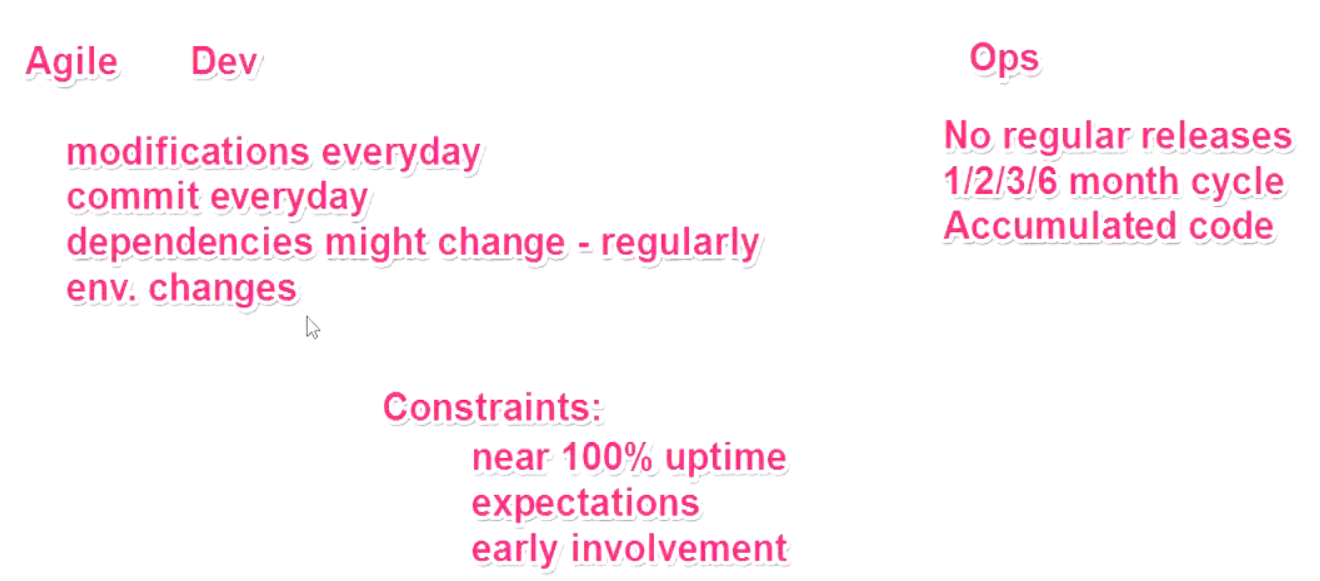 Agile Dev
modifications everyday
commit everyday
dependencies might change - regularly
env. changes
Ops
No regular releases
1/2/3/6 month cycle
Accumulated code
Constraints:
near 100% uptime
expectations
early involvement